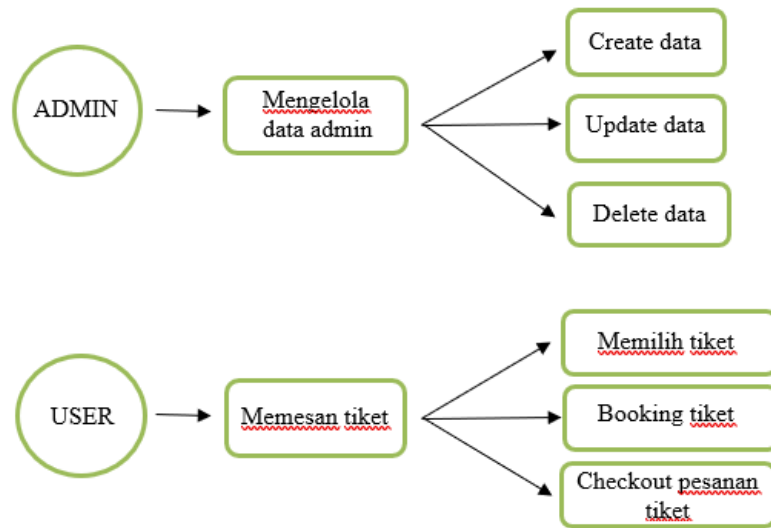 ADMIN
Mengelola
data admin
Create data
Update data
Delete data
USER
Memesan tiket
Memilih tiket
Booking tiket
Checkout pesanan
tiket